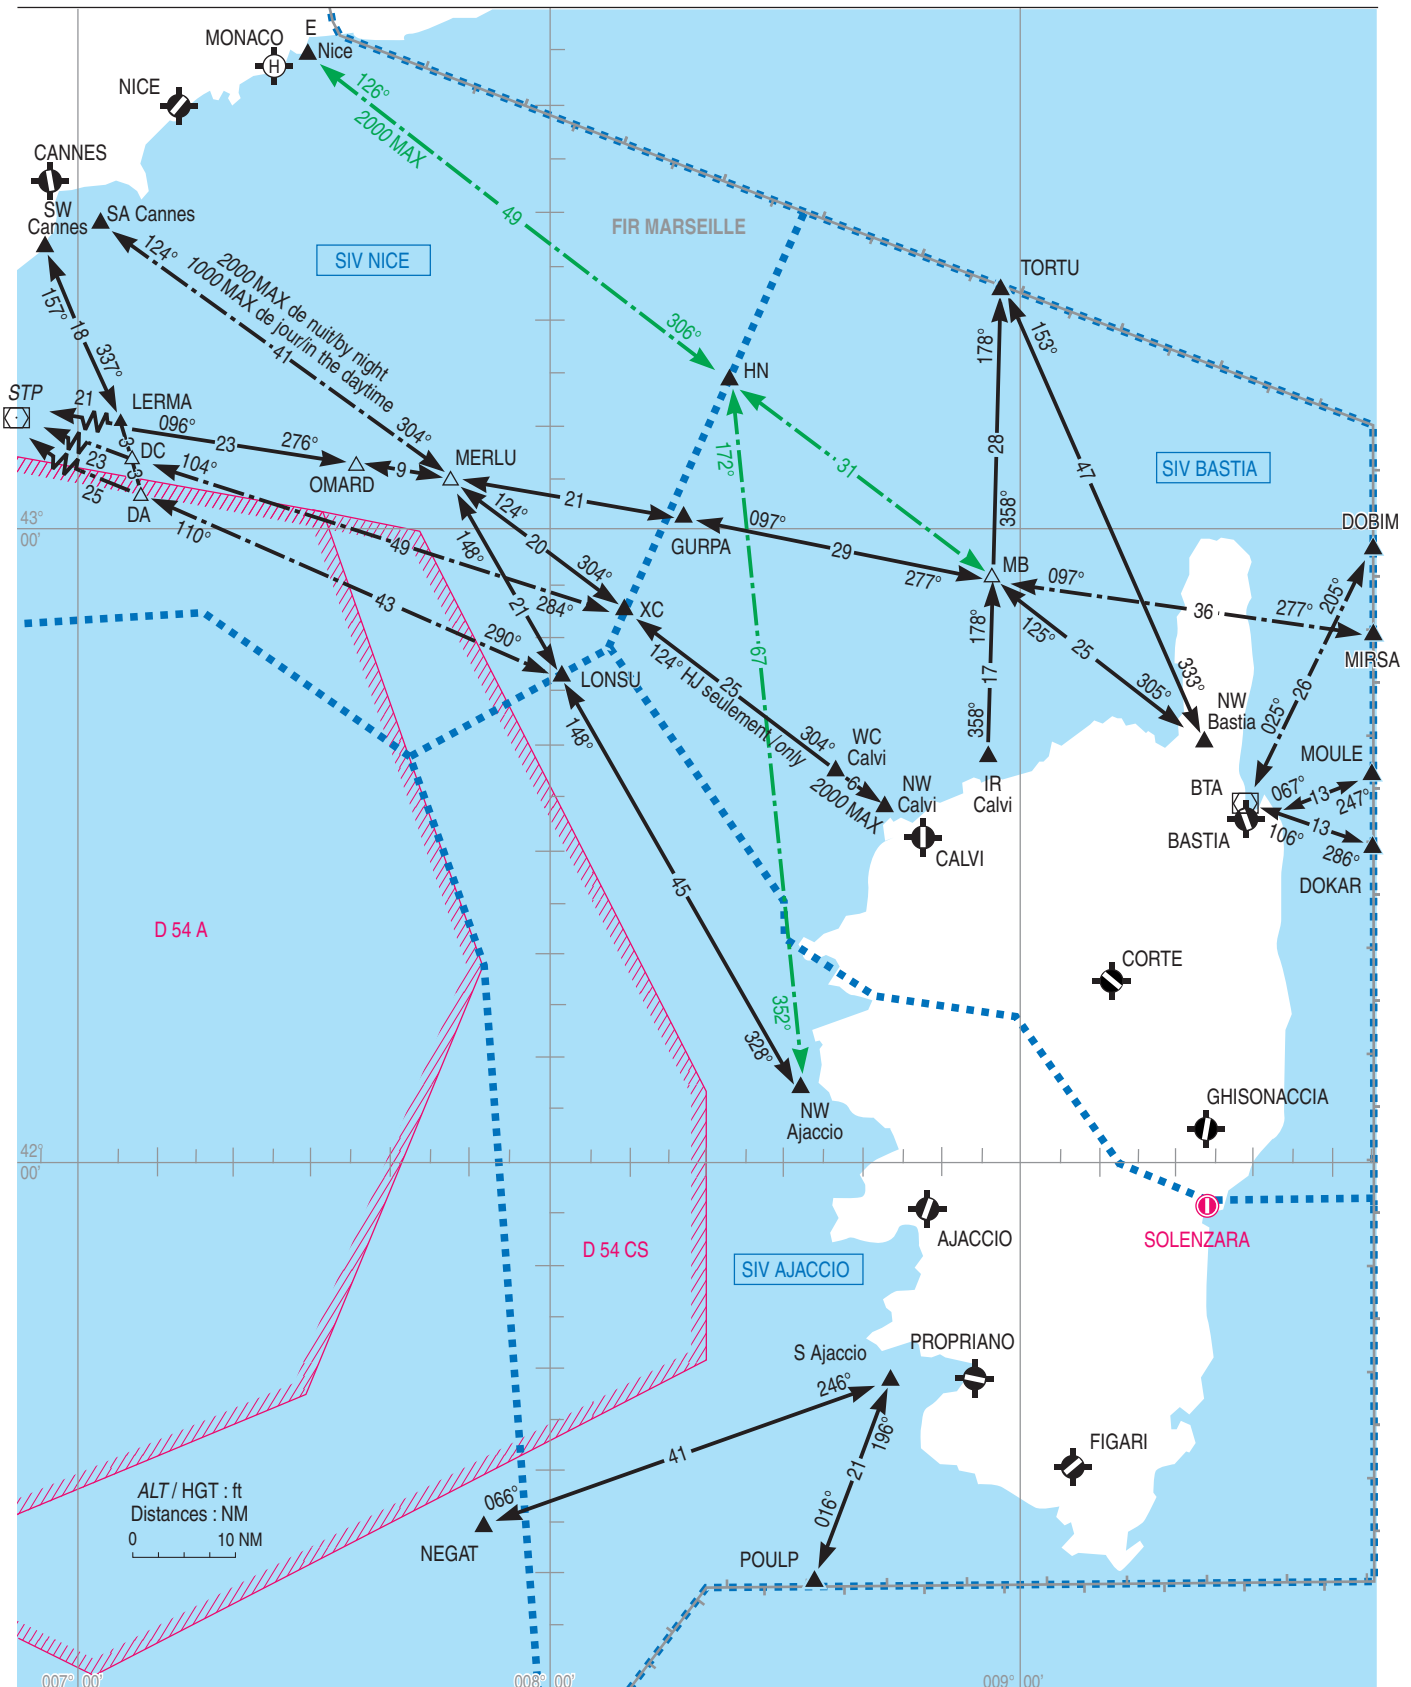 E
MONACO
Nice
H
NICE
126°
2000 MAX
CANNES
SW
Cannes
SA Cannes
49
FIR MARSEILLE
124°
SIV NICE
2000 MAX de nuit/by night
1000 MAX de jour/in the daytime
41
TORTU
157°
18
337°
306°
178°
153°
HN
STP
21
LERMA
096°
23
276°
304°
MERLU
172°
31
28
47
SIV BASTIA
3
DC
104°
OMARD
9
23
3
25
DA
124°
21
GURPA
097°
358°
DOBIM
43°
00'
110°
49
148°
20
29
277°
MB
097°
304°
284°
XC
43
21
290°
178°
125°
25
36
277°
205°
MIRSA
LONSU
124° HJ seulement /only
25
67
17
305°
333°
NW
Bastia
26
025°
148°
304°
WC
Calvi
358°
6
2000 MAX
NW
Calvi
IR
Calvi
MOULE
BTA
067°
13
247°
BASTIA
106°
13
286°
CALVI
DOKAR
45
D 54 A
CORTE
352°
328°
NW
Ajaccio
GHISONACCIA
42°
00'
AJACCIO
SOLENZARA
D 54 CS
SIV AJACCIO
PROPRIANO
S Ajaccio
246°
196°
41
21
FIGARI
ALT / HGT : ft
Distances : NM
0
10 NM
066°
016°
NEGAT
POULP
007° 00'
008° 00'
009° 00'